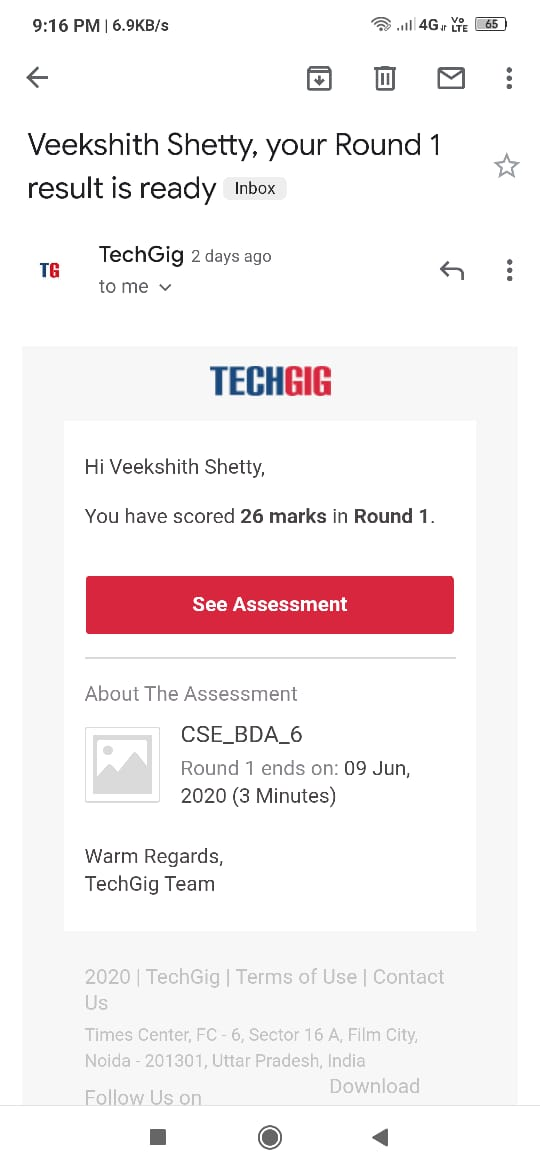 9:16 PM | 6.9KB/s
4G Vo LTE 65
Veekshith Shetty, your Round 1
result is ready Inbox
TG
TechGig 2 days ago
to me
TECHGIG
Hi Veekshith Shetty,
You have scored 26 marks in Round 1.
See Assessment
About The Assessment
CSE_BDA_6
Round 1 ends on: 09 Jun,
2020 (3 Minutes)
Warm Regards,
TechGig Team
2020 | TechGig | Terms of Use | Contact
Us
Times Center, FC - 6, Sector 16 A, Film City,
Noida - 201301, Uttar Pradesh, India
Download
Follow Us on